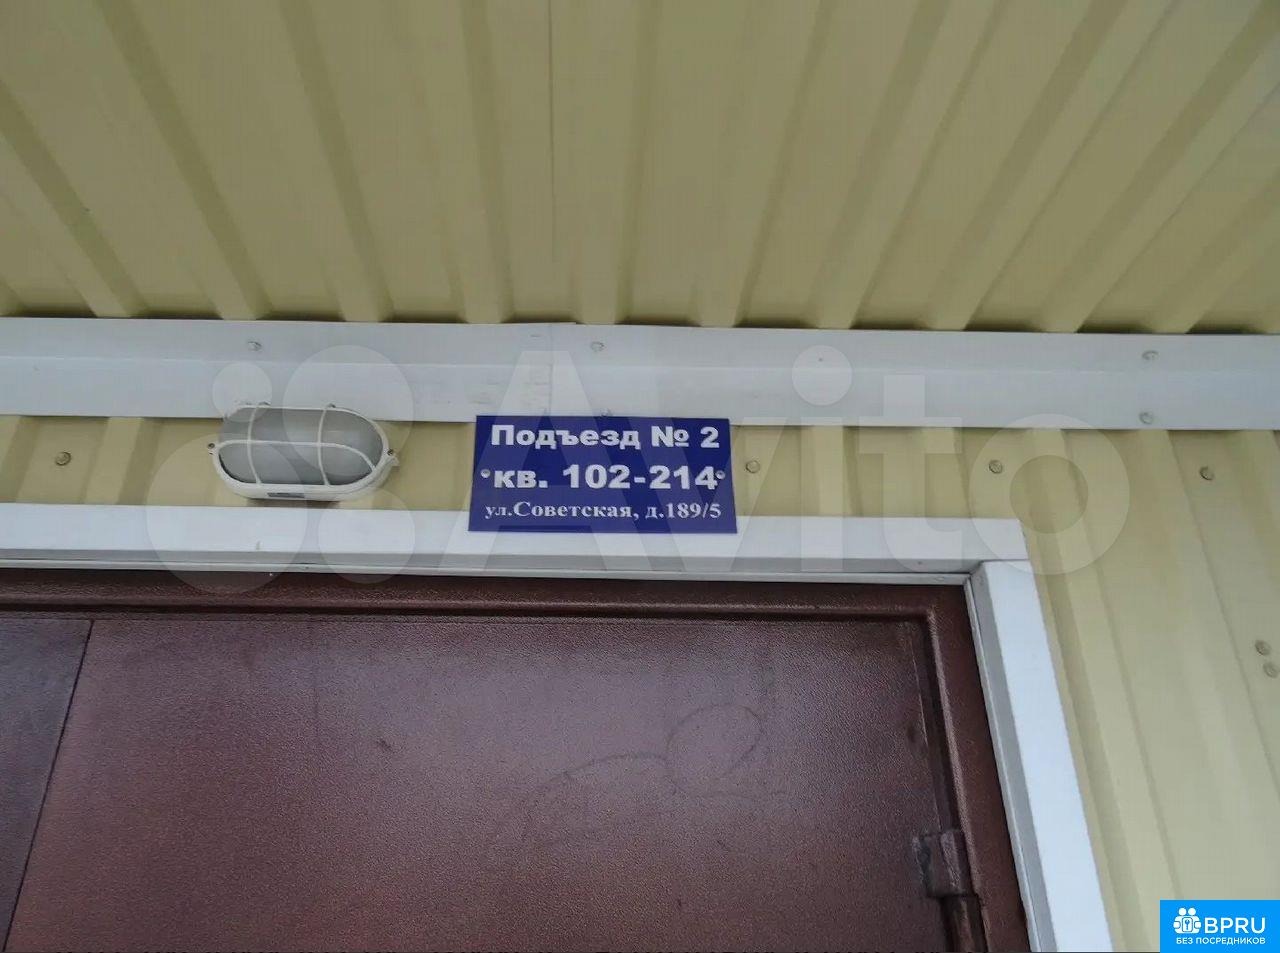 Подъезд № 2
кв. 102-214
ул.Советская, д.189/5
Avito
BPRU
БЕЗ ПОСРЕДНИКОВ